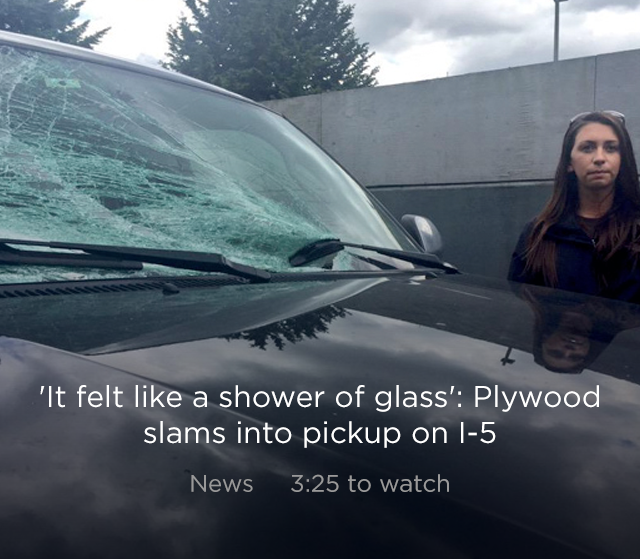 'It felt like a shower of glass': Plywood
slams into pickup on I-5
News 3:25 to watch